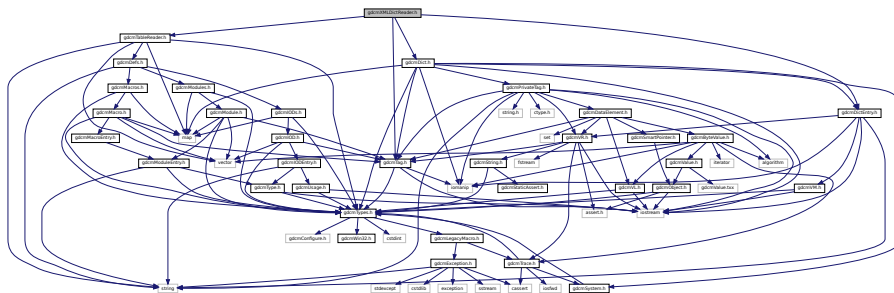 gdcmXMLDictReader.h
gdcmTableReader.h
gdcmDefs.h
gdcmDict.h
gdcmMacros.h
gdcmModules.h
gdcmPrivateTag.h
gdcmMacro.h
gdcmModule.h
gdcmIODs.h
string.h
ctype.h
gdcmDataElement.h
gdcmDictEntry.h
gdcmMacroEntry.h
map
gdcmIOD.h
set
gdcmVR.h
gdcmSmartPointer.h
gdcmByteValue.h
gdcmModuleEntry.h
vector
gdcmIODEntry.h
gdcmTag.h
gdcmString.h
fstream
gdcmValue.h
iterator
algorithm
gdcmType.h
gdcmUsage.h
iomanip
gdcmStaticAssert.h
gdcmVL.h
gdcmObject.h
gdcmValue.txx
gdcmVM.h
gdcmTypes.h
assert.h
iostream
gdcmConfigure.h
gdcmWin32.h
cstdint
gdcmLegacyMacro.h
gdcmException.h
gdcmTrace.h
string
stdexcept
cstdlib
exception
sstream
cassert
iosfwd
gdcmSystem.h